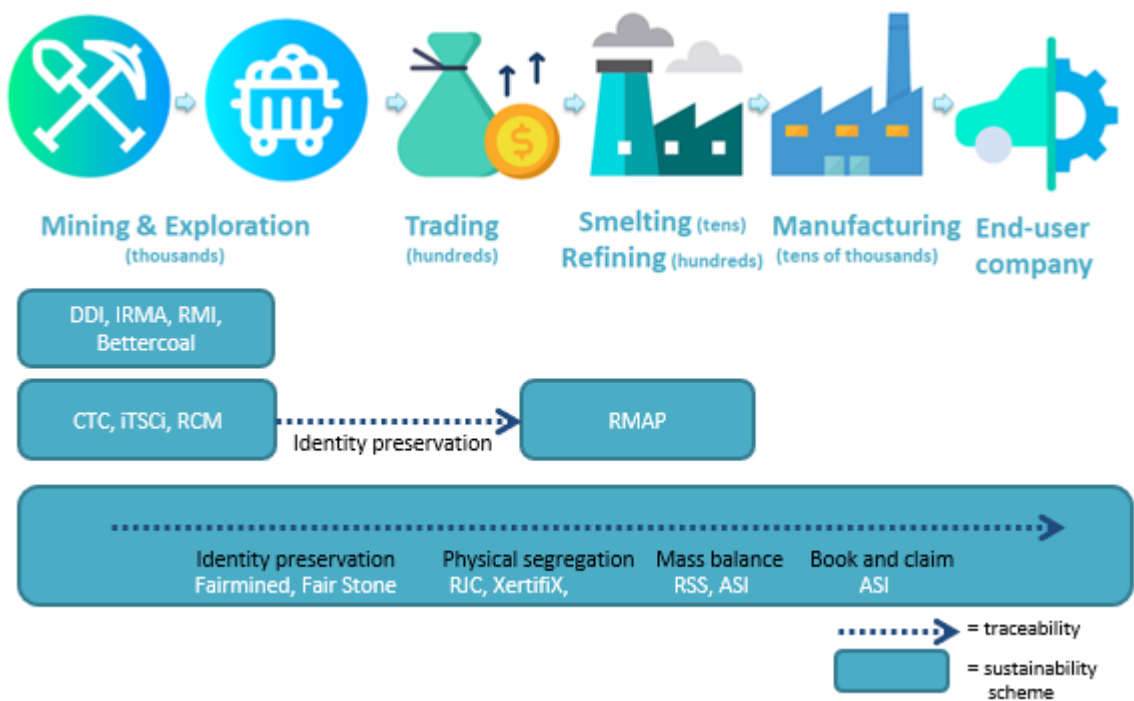 $
Mining & Exploration
(thousands)
Trading
(hundreds)
Smelting (tens)
Refining (hundreds)
Manufacturing
(tens of thousands)
End-user
company
DDI, IRMA, RMI,
Bettercoal
CTC, iTSCi, RCM
Identity preservation
RMAP
Identity preservation
Fairmined, Fair Stone
Physical segregation
RJC, XertifiX,
Mass balance
RSS, ASI
Book and claim
ASI
= traceability
= sustainability
scheme